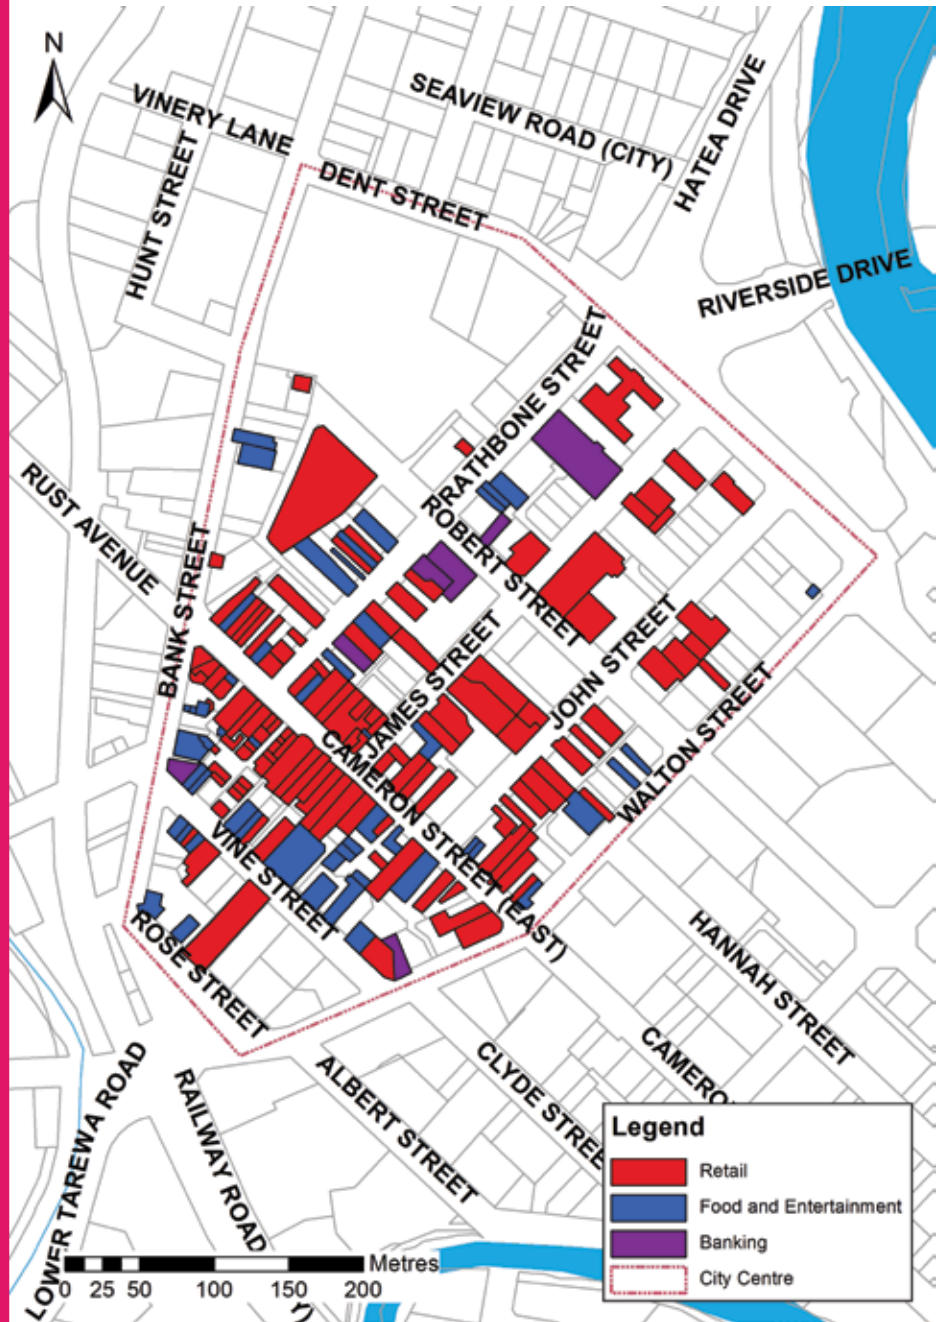 N
VINERY LANE
SEAVIEW ROAD (CITY)
HATEA DRIVE
HUNT STREET
DENT STREET
RIVERSIDE DRIVE
RATHBONE STREET
RUST AVENUE
ROBERT STREET
BANK STREET
JAMES STREET
JOHN STREET
CAMERON STREET (EAST)
WALTON STREET
VINE STREET
ROSE STREET
HANNAH STREET
LOWER TAREWA ROAD
RAILWAY ROAD
ALBERT STREET
CLYDE STREE
CAMERO
Metres
0 25 50 100 150 200
Legend
Retail
Food and Entertainment
Banking
City Centre